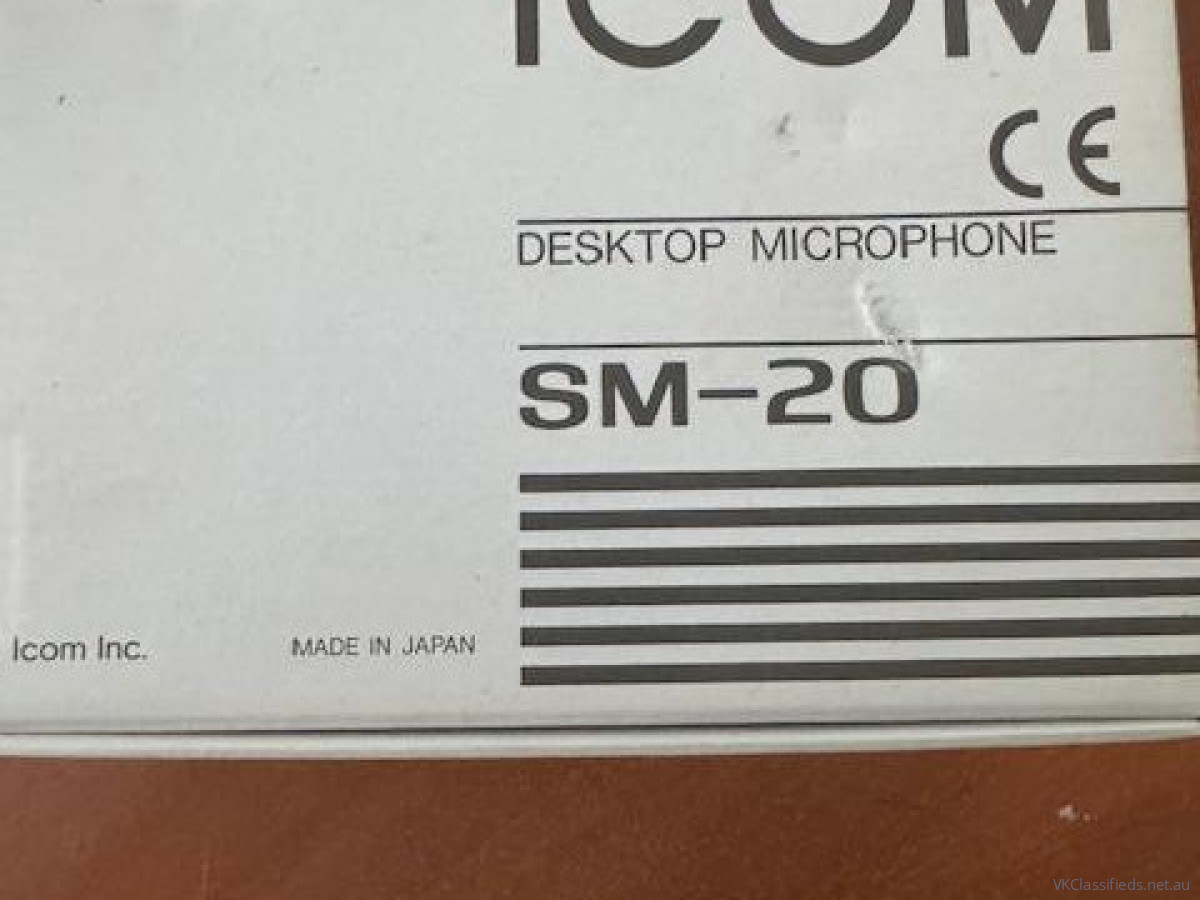 ICOM
CE
DESKTOP MICROPHONE
SM-20
Icom Inc. MADE IN JAPAN
VKClassifieds.net.au